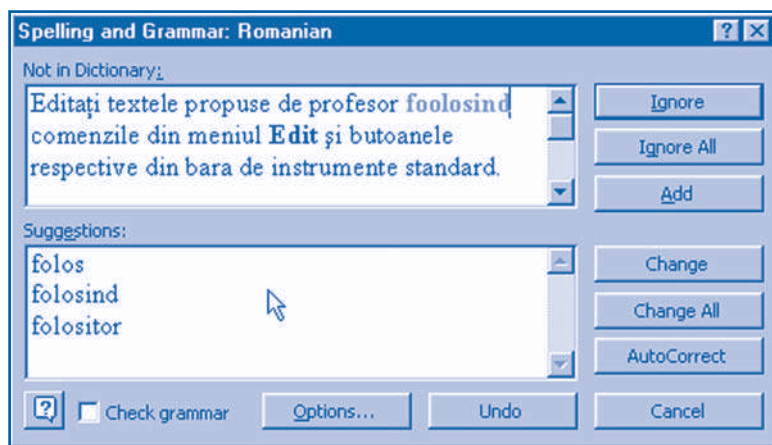 Spelling and Grammar: Romanian
Not in Dictionary:
Editați textele propuse de profesor foolosind
comenzile din meniul Edit și butoanele
respective din bara de instrumente standard.
Ignore
Ignore All
Add
Suggestions:
folos
folosind
folositor
Change
Change All
AutoCorrect
Check grammar
Options...
Undo
Cancel